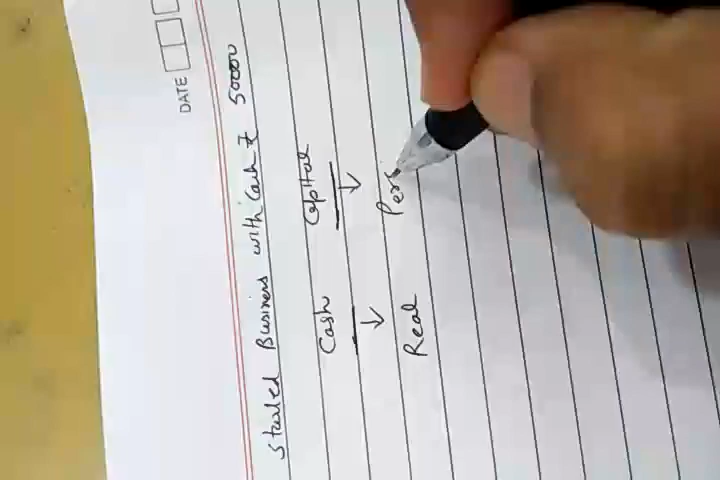 DATE
Started Business with Cash ₹ 50000
Cash Capital
Real Pers